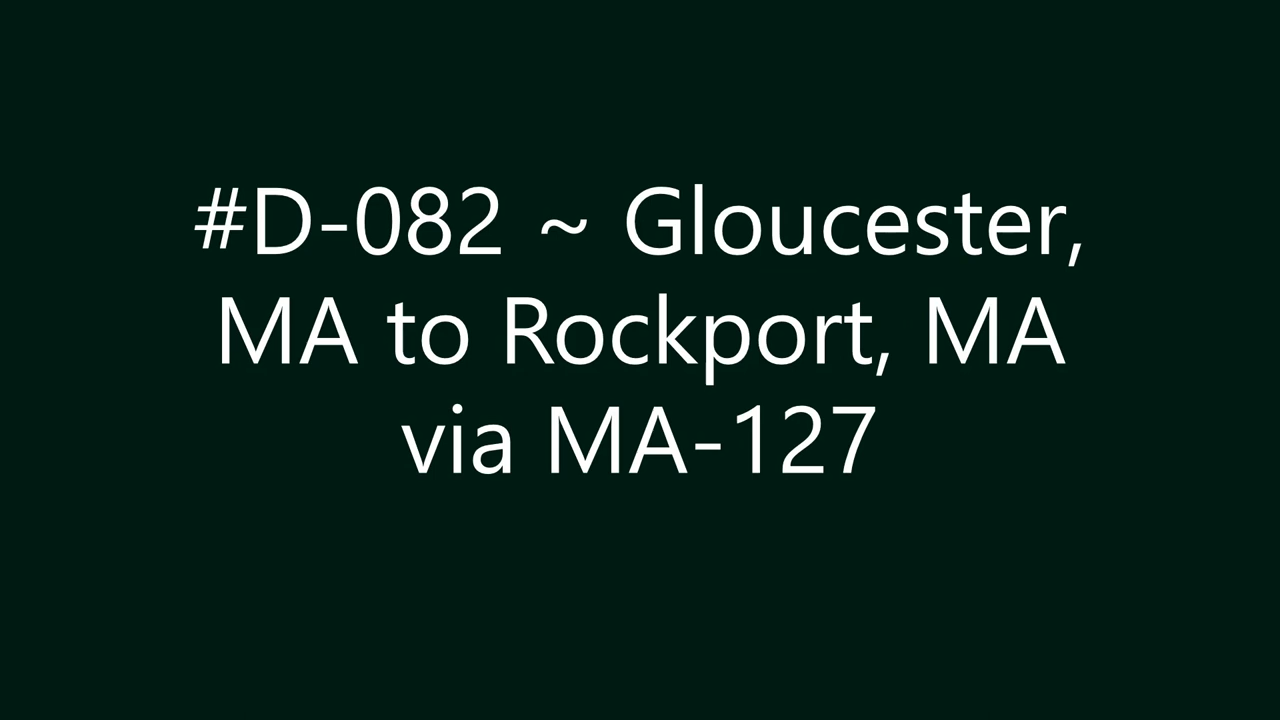 #D-082 ~ Gloucester,
MA to Rockport, MA
via MA-127